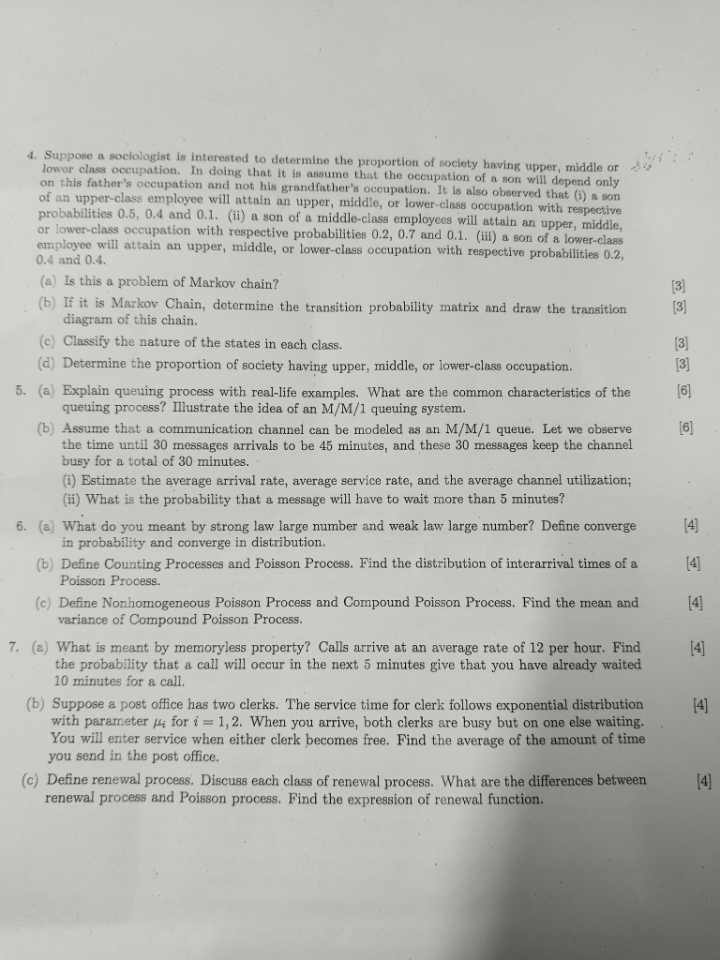 4. Suppose a sociologist is interested to determine the proportion of society having upper, middle or
lower class occupation. In doing that it is assume that the occupation of a son will depend only
on this father's occupation and not his grandfather's occupation. It is also observed that (i) a son
of an upper-class employee will attain an upper, middle, or lower-class occupation with respective
probabilities 0.5, 0.4 and 0.1. (ii) a son of a middle-class employees will attain an upper, middle,
or lower-class occupation with respective probabilities 0.2, 0.7 and 0.1. (iii) a son of a lower-class
employee will attain an upper, middle, or lower-class occupation with respective probabilities 0.2,
0.4 and 0.4.
(a) Is this a problem of Markov chain? [3]
(b) If it is Markov Chain, determine the transition probability matrix and draw the transition [3]
diagram of this chain.
(c) Classify the nature of the states in each class. [3]
(d) Determine the proportion of society having upper, middle, or lower-class occupation. [3]
5. (a) Explain queuing process with real-life examples. What are the common characteristics of the [6]
queuing process? Illustrate the idea of an M/M/1 queuing system.
(b) Assume that a communication channel can be modeled as an M/M/1 queue. Let we observe [6]
the time until 30 messages arrivals to be 45 minutes, and these 30 messages keep the channel
busy for a total of 30 minutes.
(i) Estimate the average arrival rate, average service rate, and the average channel utilization;
(ii) What is the probability that a message will have to wait more than 5 minutes?
6. (a) What do you meant by strong law large number and weak law large number? Define converge [4]
in probability and converge in distribution.
(b) Define Counting Processes and Poisson Process. Find the distribution of interarrival times of a [4]
Poisson Process.
(c) Define Nonhomogeneous Poisson Process and Compound Poisson Process. Find the mean and [4]
variance of Compound Poisson Process.
7. (a) What is meant by memoryless property? Calls arrive at an average rate of 12 per hour. Find [4]
the probability that a call will occur in the next 5 minutes give that you have already waited
10 minutes for a call.
(b) Suppose a post office has two clerks. The service time for clerk follows exponential distribution [4]
with parameter μᵢ for i = 1, 2. When you arrive, both clerks are busy but on one else waiting.
You will enter service when either clerk becomes free. Find the average of the amount of time
you send in the post office.
(c) Define renewal process. Discuss each class of renewal process. What are the differences between [4]
renewal process and Poisson process. Find the expression of renewal function.